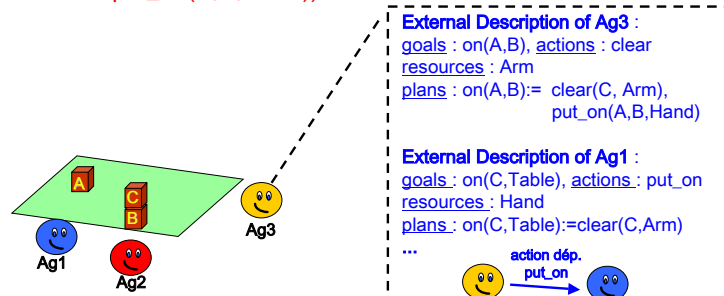 External Description of Ag3 :
goals : on(A,B), actions : clear
resources : Arm
plans : on(A,B):= clear(C, Arm),
put_on(A,B,Hand)
External Description of Ag1 :
goals : on(C,Table), actions : put_on
resources : Hand
plans : on(C,Table):=clear(C,Arm)
...
action dép.
put_on
A
C
B
Ag3
Ag1
Ag2